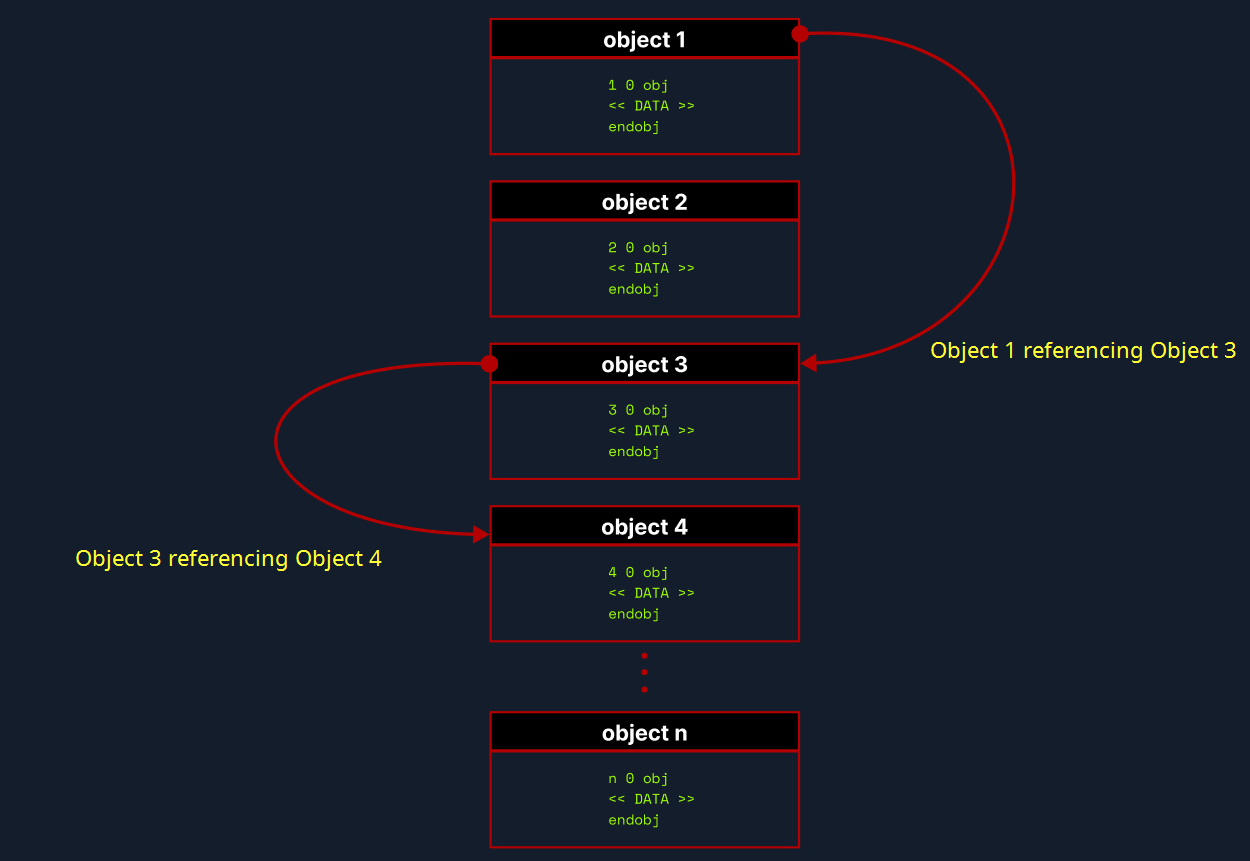 object 1
1 0 obj
<< DATA >>
endobj
object 2
2 0 obj
<< DATA >>
endobj
Object 1 referencing Object 3
object 3
3 0 obj
<< DATA >>
endobj
object 4
Object 3 referencing Object 4
4 0 obj
<< DATA >>
endobj
object n
n 0 obj
<< DATA >>
endobj